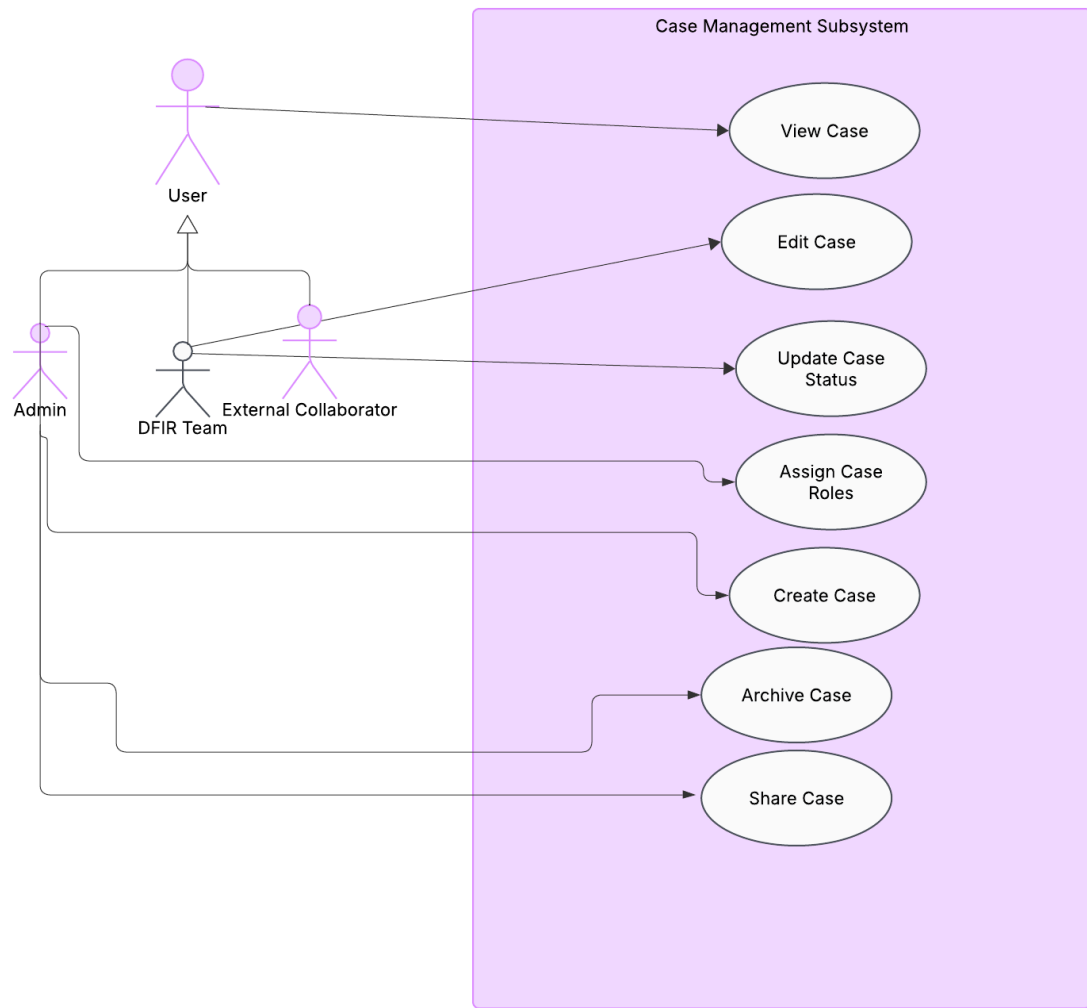 Case Management Subsystem
View Case
User
Edit Case
Update Case
Status
Admin
External Collaborator
DFIR Team
Assign Case
Roles
Create Case
Archive Case
Share Case